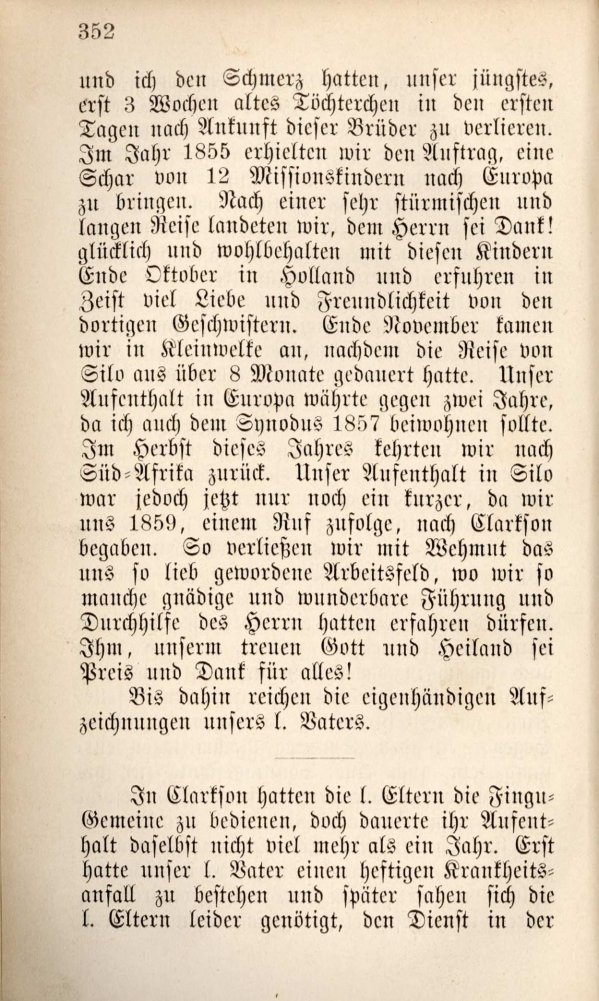 352
und ich den Schmerz hatten, unser jüngstes,
erst 3 Wochen altes Töchterchen in den ersten
Tagen nach Ankunft dieser Brüder zu verlieren.
Im Jahr 1855 erhielten wir den Auftrag, eine
Schar von 12 Missionskindern nach Europa
zu bringen. Nach einer sehr stürmischen und
langen Reise landeten wir, dem Herrn sei Dank!
glücklich und wohlbehalten mit diesen Kindern
Ende Oktober in Holland und erfuhren in
Zeist viel Liebe und Freundlichkeit von den
dortigen Geschwistern. Ende November kamen
wir in Kleinwelke an, nachdem die Reise von
Silo aus über 8 Monate gedauert hatte. Unser
Aufenthalt in Europa währte gegen zwei Jahre,
da ich auch dem Synodus 1857 beiwohnen sollte.
Im Herbst dieses Jahres kehrten wir nach
Süd-Afrika zurück. Unser Aufenthalt in Silo
war jedoch jetzt nur noch ein kurzer, da wir
uns 1859, einem Ruf zufolge, nach Clarkson
begaben. So verließen wir mit Wehmut das
uns so lieb gewordene Arbeitsfeld, wo wir so
manche gnädige und wunderbare Führung und
Durchhilfe des Herrn hatten erfahren dürfen.
Ihm, unserm treuen Gott und Heiland sei
Preis und Dank für alles!
Bis dahin reichen die eigenhändigen Auf-
zeichnungen unsers l. Vaters.
In Clarkson hatten die l. Eltern die Fingu-
Gemeine zu bedienen, doch dauerte ihr Aufent-
halt daselbst nicht viel mehr als ein Jahr. Erst
hatte unser l. Vater einen heftigen Krankheits-
anfall zu bestehen und später sahen sich die
l. Eltern leider genötigt, den Dienst in der